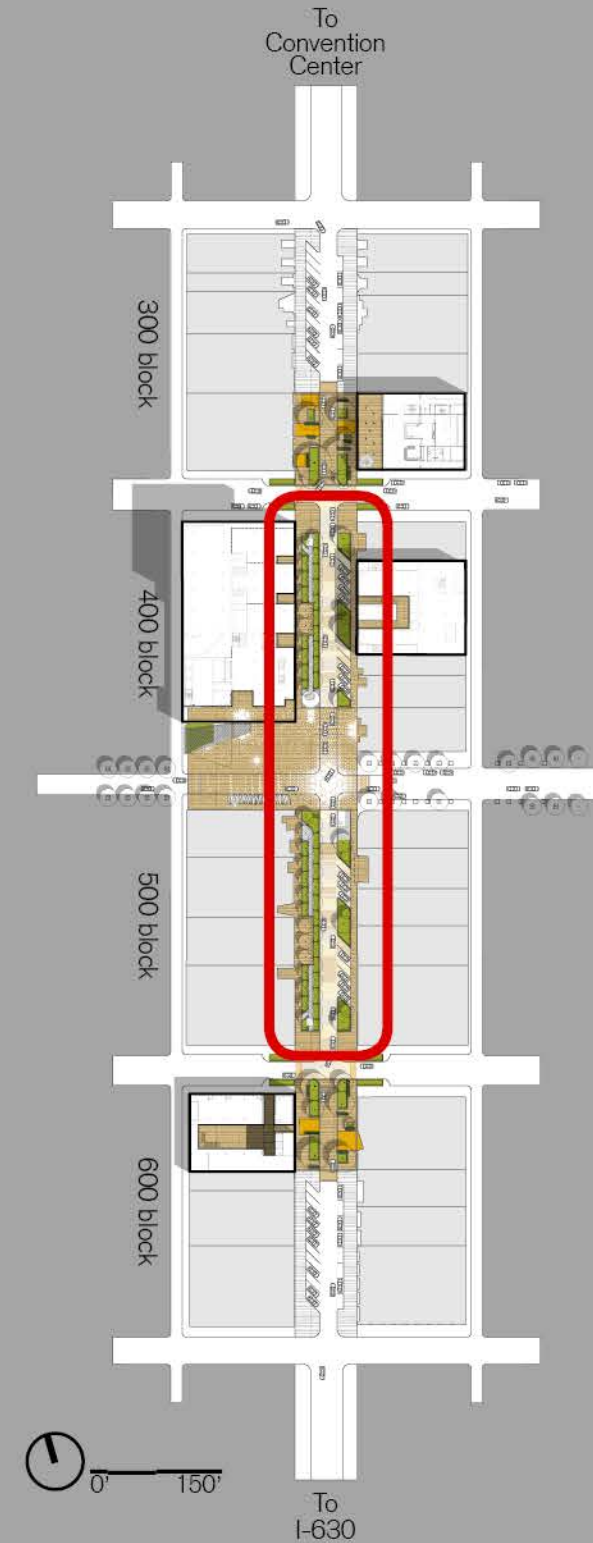 To
Convention
Center
300 block
400 block
500 block
600 block
0' 150'
To
I-630